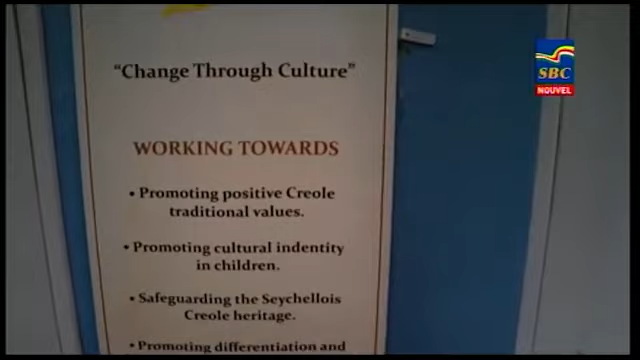 "Change Through Culture"
SBC
NOUVEL
WORKING TOWARDS
• Promoting positive Creole
traditional values.
• Promoting cultural indentity
in children.
• Safeguarding the Seychellois
Creole heritage.
• Promoting differentiation and